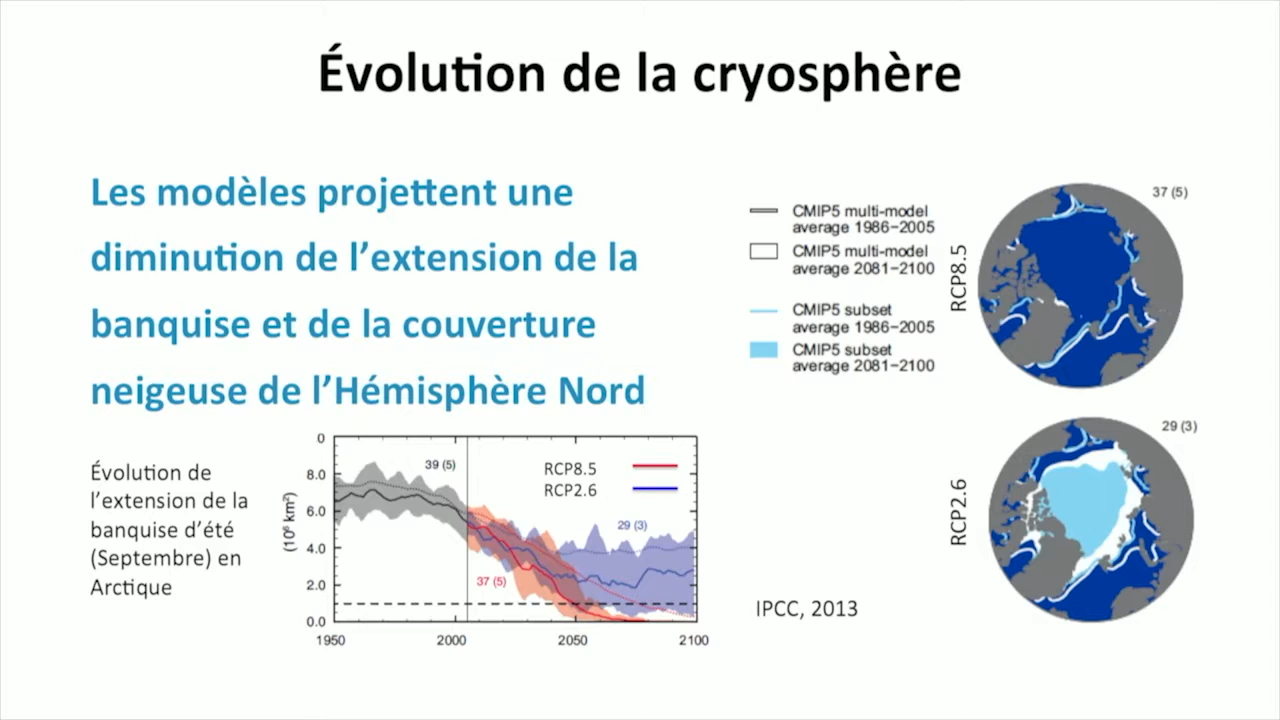 Évolution de la cryosphère
Les modèles projettent une
diminution de l’extension de la
banquise et de la couverture
neigeuse de l’Hémisphère Nord
Évolution de
l’extension de la
banquise d’été
(Septembre) en
Arctique
(10⁶ km²)
0
8.0
6.0
4.0
2.0
0.0
1950
2000
2050
2100
39 (5)
RCP8.5
RCP2.6
29 (3)
37 (5)
CMIP5 multi-model
average 1986−2005
CMIP5 multi-model
average 2081−2100
CMIP5 subset
average 1986−2005
CMIP5 subset
average 2081−2100
RCP8.5
37 (5)
RCP2.6
29 (3)
IPCC, 2013